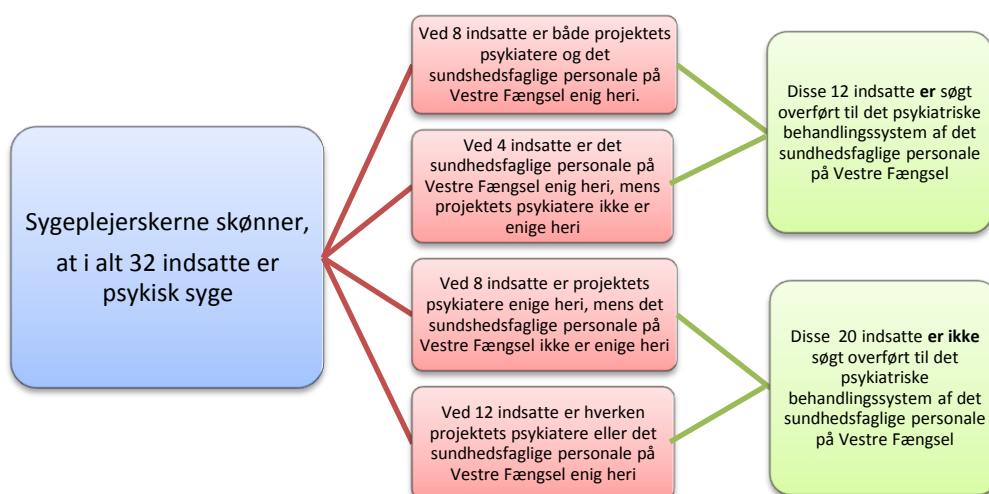 Sygeplejerskerne skønner,
at i alt 32 indsatte er
psykisk syge
Ved 8 indsatte er både projektets
psykiatere og det
sundshedsfaglige personale på
Vestre Fængsel enig heri.
Ved 4 indsatte er det
sundhedsfaglige personale på
Vestre Fængsel enig heri, mens
projektets psykiatere ikke er
enige heri
Ved 8 indsatte er projektets
psykiatere enige heri, mens det
sundshedsfaglige personale på
Vestre Fængsel ikke er enige heri
Ved 12 indsatte er hverken
projektets psykiatere eller det
sundhedsfaglige personale på
Vestre Fængsel enig heri
Disse 12 indsatte er søgt
overført til det psykiatriske
behandlingssystem af det
sundhedsfaglige personale
på Vestre Fængsel
Disse 20 indsatte er ikke
søgt overført til det
psykiatriske
behandlingssystem af det
sundhedsfaglige personale
på Vestre Fængsel